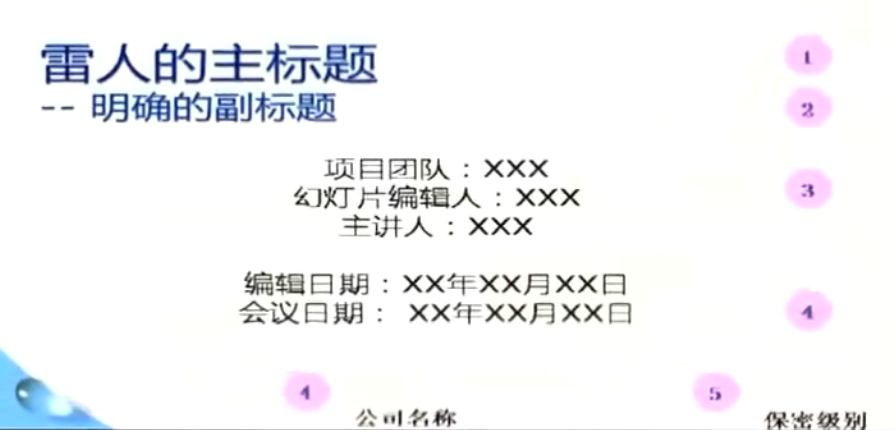 雷人的主标题
1
-- 明确的副标题
2
项目团队：XXX
幻灯片编辑人：XXX
3
主讲人：XXX
编辑日期：XX年XX月XX日
会议日期： XX年XX月XX日
4
4
5
公司名称
保密级别